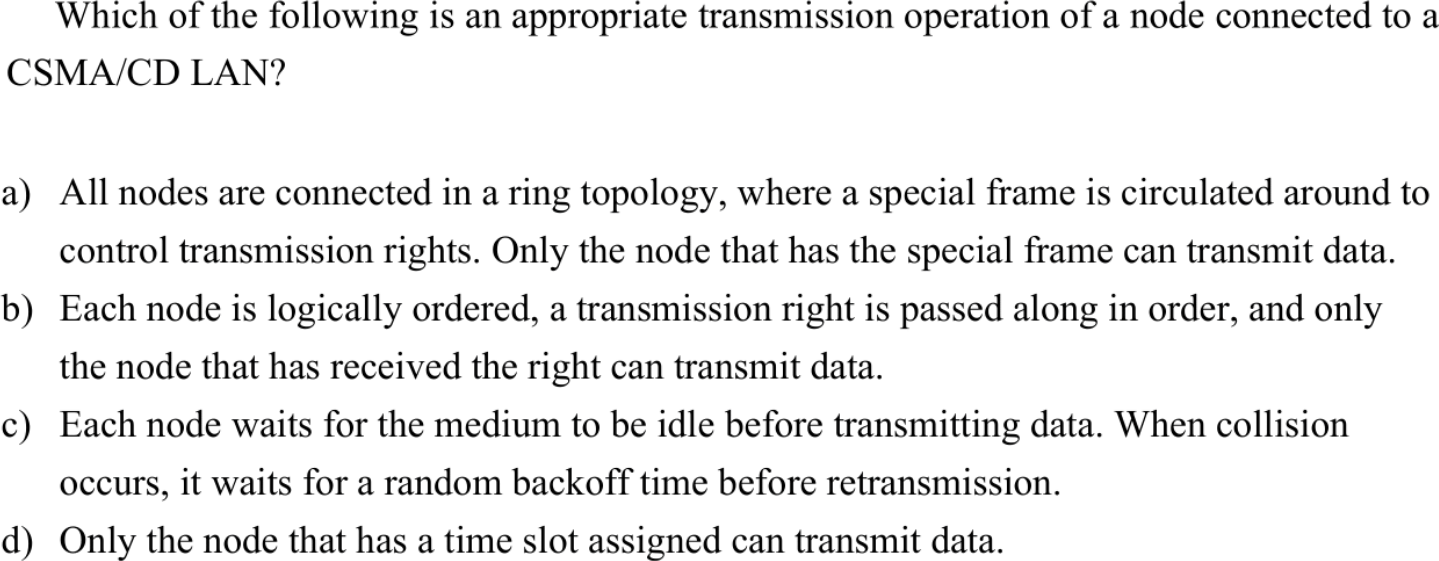 Which of the following is an appropriate transmission operation of a node connected to a
CSMA/CD LAN?
a) All nodes are connected in a ring topology, where a special frame is circulated around to
control transmission rights. Only the node that has the special frame can transmit data.
b) Each node is logically ordered, a transmission right is passed along in order, and only
the node that has received the right can transmit data.
c) Each node waits for the medium to be idle before transmitting data. When collision
occurs, it waits for a random backoff time before retransmission.
d) Only the node that has a time slot assigned can transmit data.